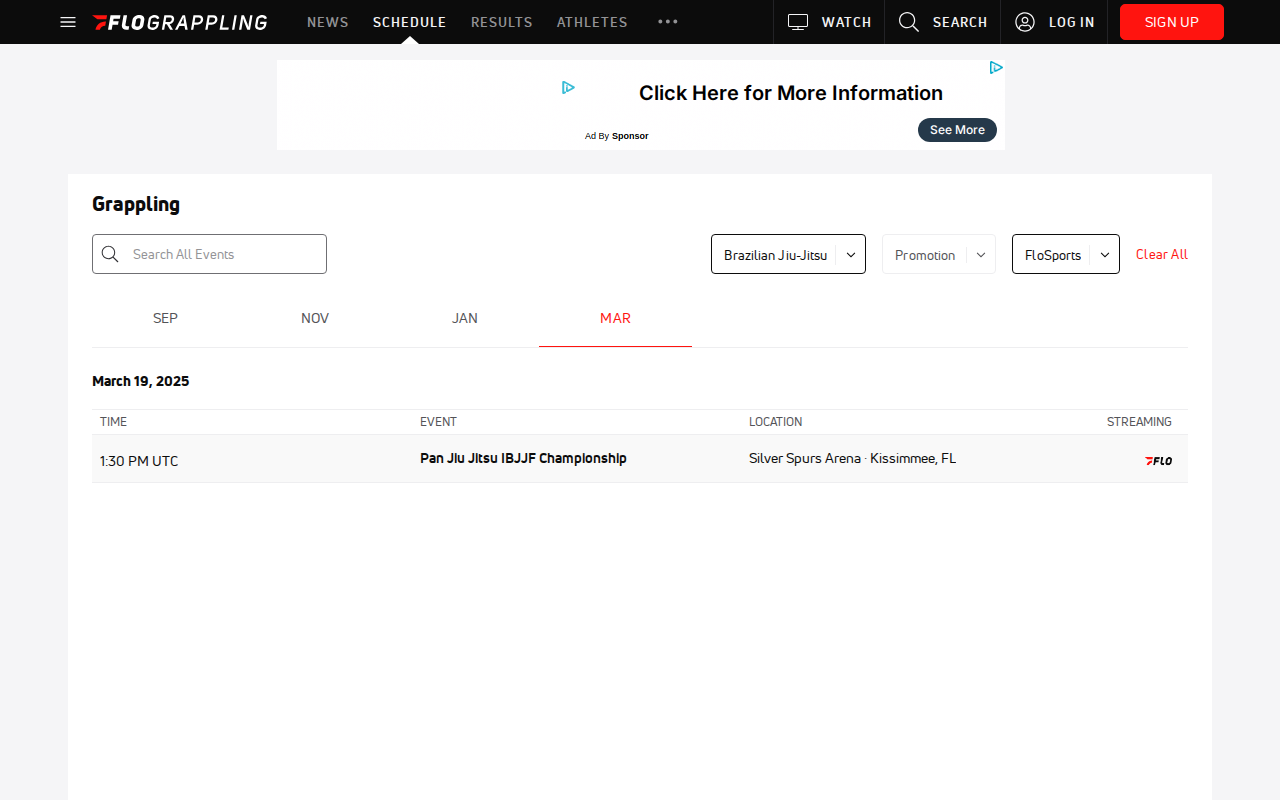 FLOGRAPPLING NEWS SCHEDULE RESULTS ATHLETES WATCH SEARCH LOG IN SIGN UP
Click Here for More Information
Ad By Sponsor
See More
Grappling
Search All Events
Brazilian Jiu-Jitsu
Promotion
FloSports
Clear All
SEP NOV JAN MAR
March 19, 2025
TIME EVENT LOCATION STREAMING
1:30 PM UTC Pan Jiu Jitsu IBJJF Championship Silver Spurs Arena · Kissimmee, FL FLO